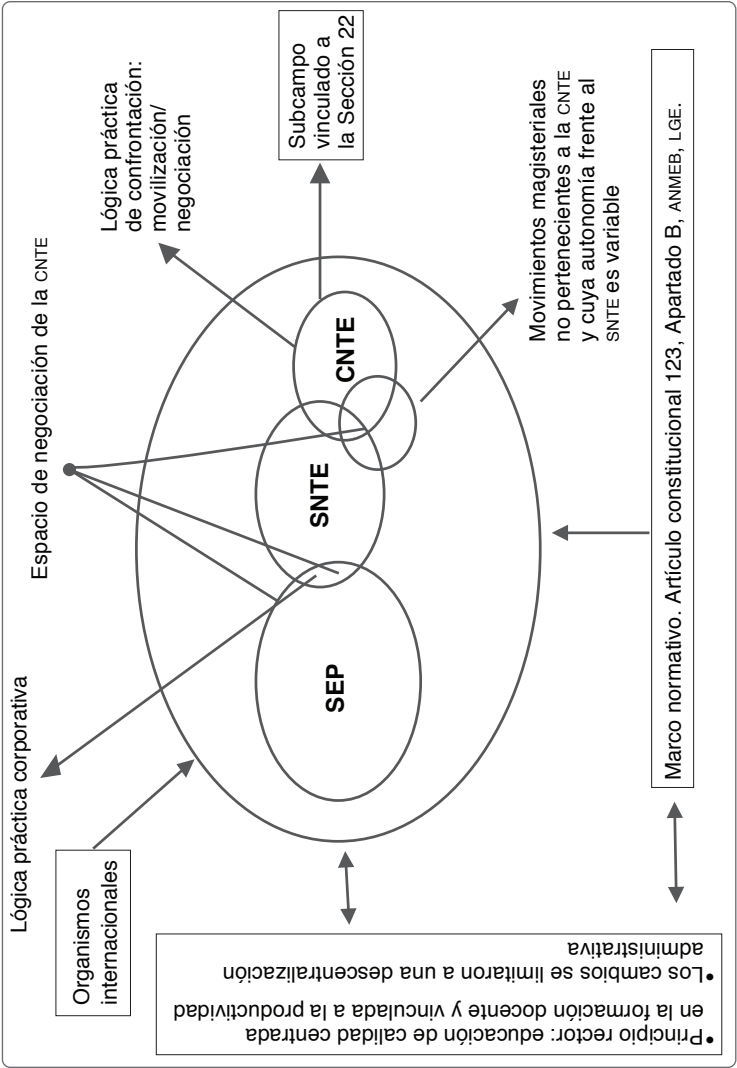 Espacio de negociación de la CNTE
Lógica práctica corporativa
Organismos
internacionales
Lógica práctica
de confrontación:
movilización/
negociación
Subcampo
vinculado a
la Sección 22
SEP
SNTE
CNTE
Movimientos magisteriales
no pertenecientes a la CNTE
y cuya autonomía frente al
SNTE es variable
•Principio rector: educación de calidad centrada
en la formación docente y vinculada a la productividad
•Los cambios se limitaron a una descentralización
administrativa
Marco normativo. Artículo constitucional 123, Apartado B, ANMEB, LGE.